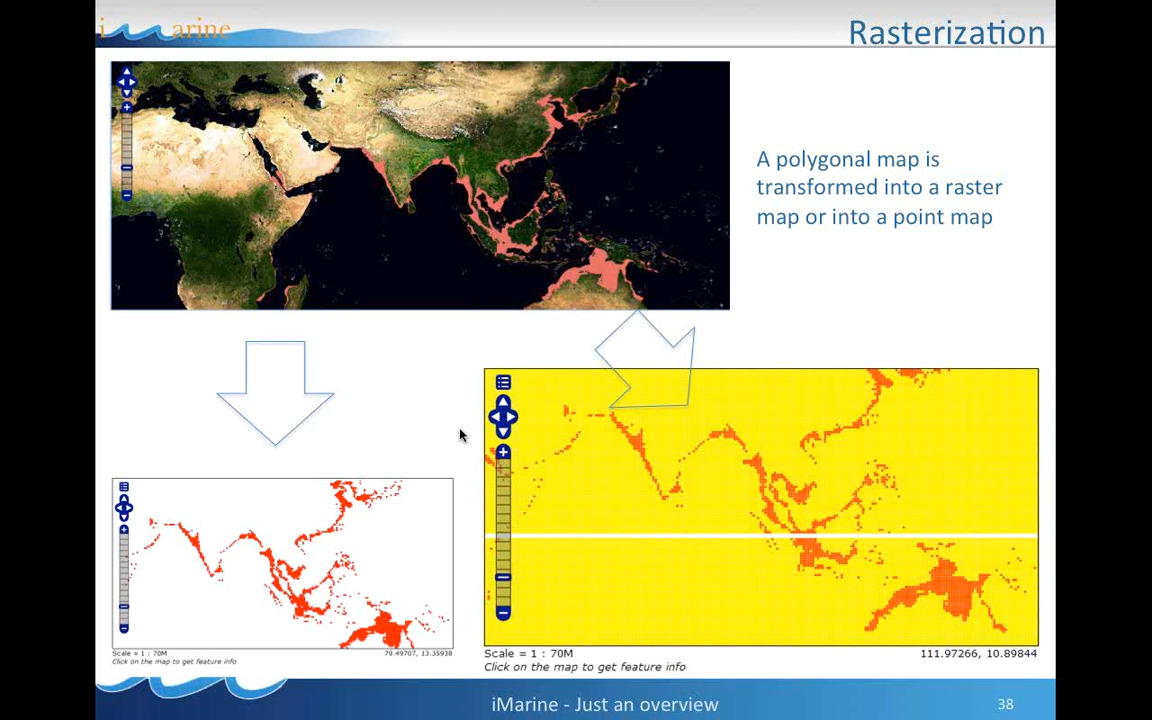 i marine
Rasterization
A polygonal map is
transformed into a raster
map or into a point map
Scale = 1 : 70M
79.49707, 13.35938
Click on the map to get feature info
Scale = 1 : 70M
111.97266, 10.89844
Click on the map to get feature info
iMarine - Just an overview
38